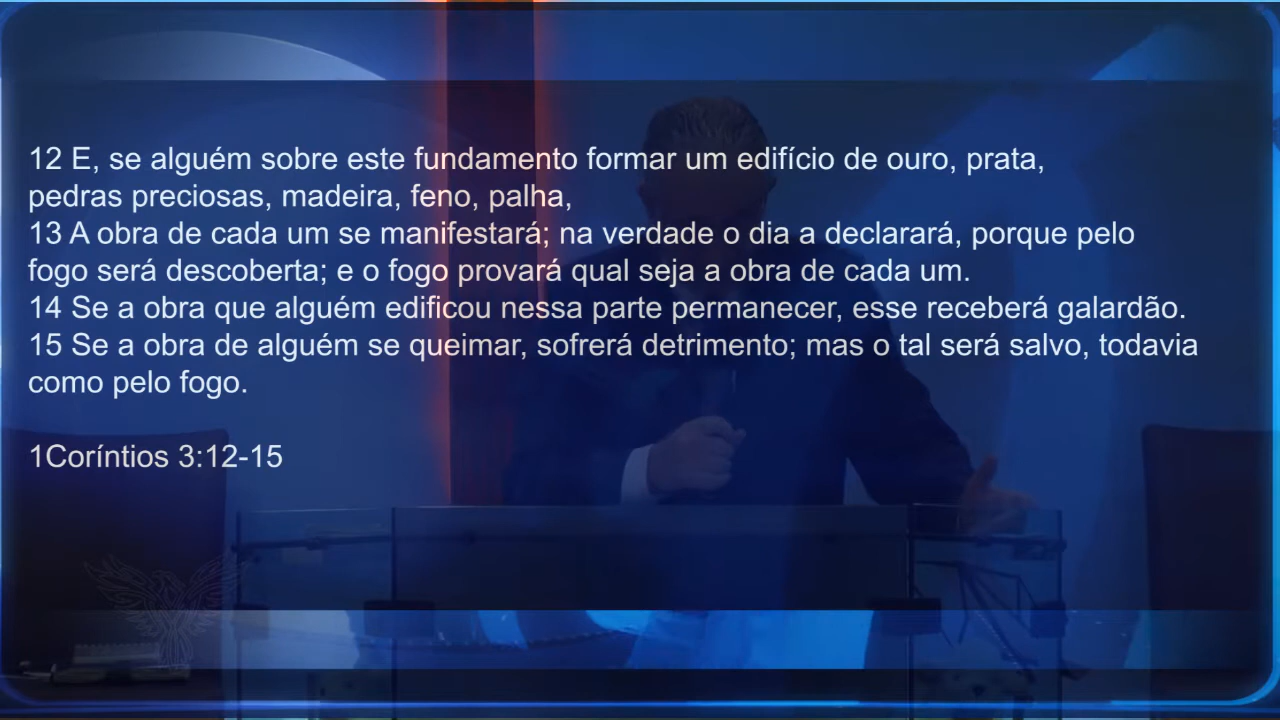 12 E, se alguém sobre este fundamento formar um edifício de ouro, prata,
pedras preciosas, madeira, feno, palha,
13 A obra de cada um se manifestará; na verdade o dia a declarará, porque pelo
fogo será descoberta; e o fogo provará qual seja a obra de cada um.
14 Se a obra que alguém edificou nessa parte permanecer, esse receberá galardão.
15 Se a obra de alguém se queimar, sofrerá detrimento; mas o tal será salvo, todavia
como pelo fogo.
1Coríntios 3:12-15